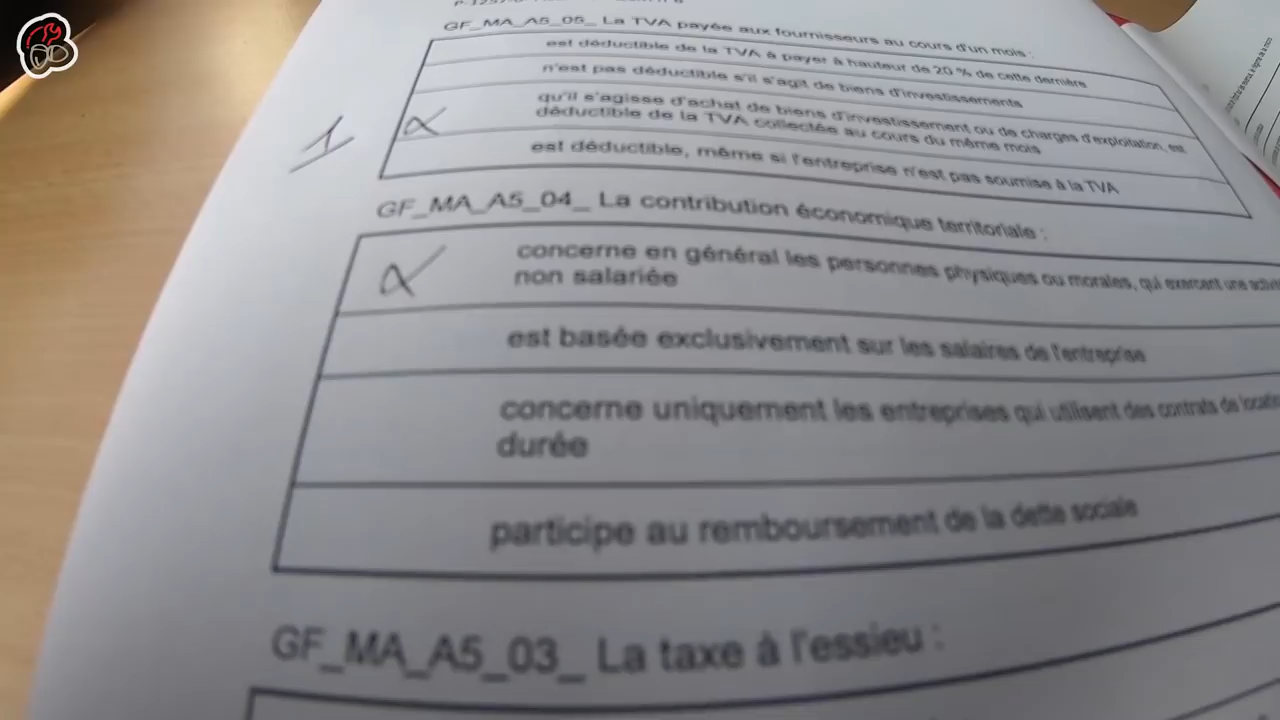 GF_MA_A5_05_ La TVA payée aux fournisseurs au cours d'un mois :
est déductible de la TVA à payer à hauteur de 20 % de cette dernière
n'est pas déductible s'il s'agit de biens d'investissements
qu'il s'agisse d'achat de biens d'investissement ou de charges d'exploitation, est
déductible de la TVA collectée au cours du même mois
1
est déductible, même si l'entreprise n'est pas soumise à la TVA
GF_MA_A5_04_ La contribution économique territoriale :
concerne en général les personnes physiques ou morales, qui exercent une
non salariée
est basée exclusivement sur les salaires de l'entreprise
concerne uniquement les entreprises qui utilisent des contrats de
durée
participe au remboursement de la dette sociale
GF_MA_A5_03_ La taxe à l'essieu :